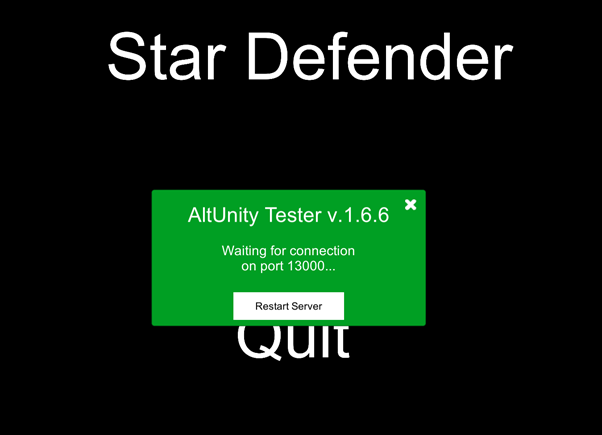 Star Defender
AltUnity Tester v.1.6.6
Waiting for connection
on port 13000...
Restart Server
Quit